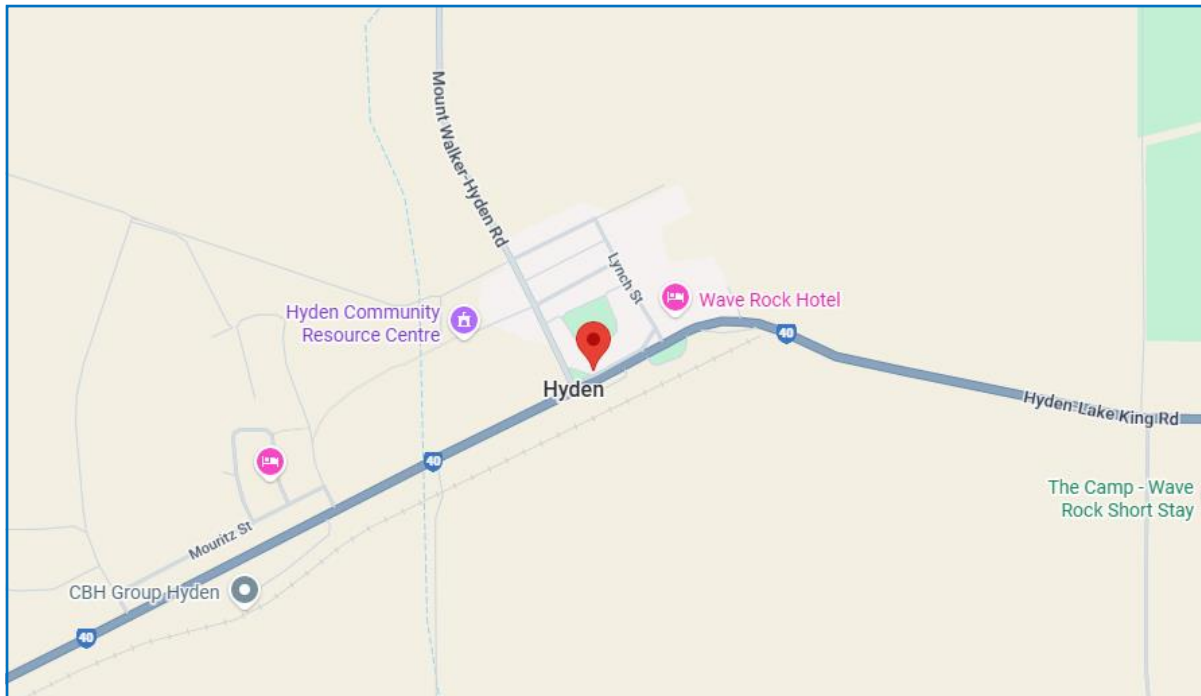 Mount Walker-Hyden Rd
Lynch St
Wave Rock Hotel
Hyden Community
Resource Centre
40
Hyden
Hyden-Lake King Rd
40
The Camp - Wave
Rock Short Stay
Mouritz St
CBH Group Hyden
40